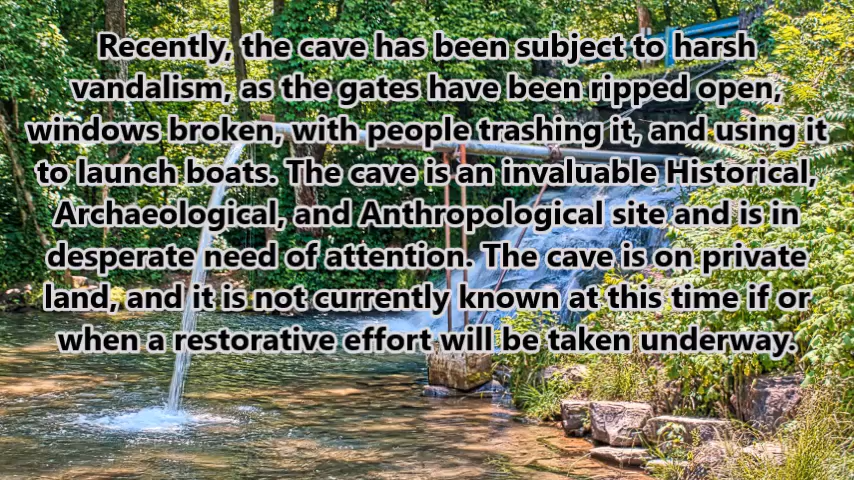 Recently, the cave has been subject to harsh
vandalism, as the gates have been ripped open,
windows broken, with people trashing it, and using it
to launch boats. The cave is an invaluable Historical,
Archaeological, and Anthropological site and is in
desperate need of attention. The cave is on private
land, and it is not currently known at this time if or
when a restorative effort will be taken underway.